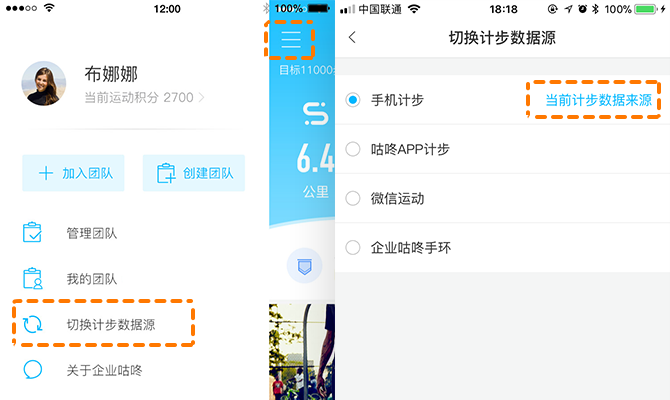 12:00
100%
布娜娜
当前运动积分 2700
加入团队
创建团队
管理团队
我的团队
切换计步数据源
关于企业咕咚
目标11000
6.4
公里
中国联通
18:18
100%
切换计步数据源
手机计步
当前计步数据来源
咕咚APP计步
微信运动
企业咕咚手环